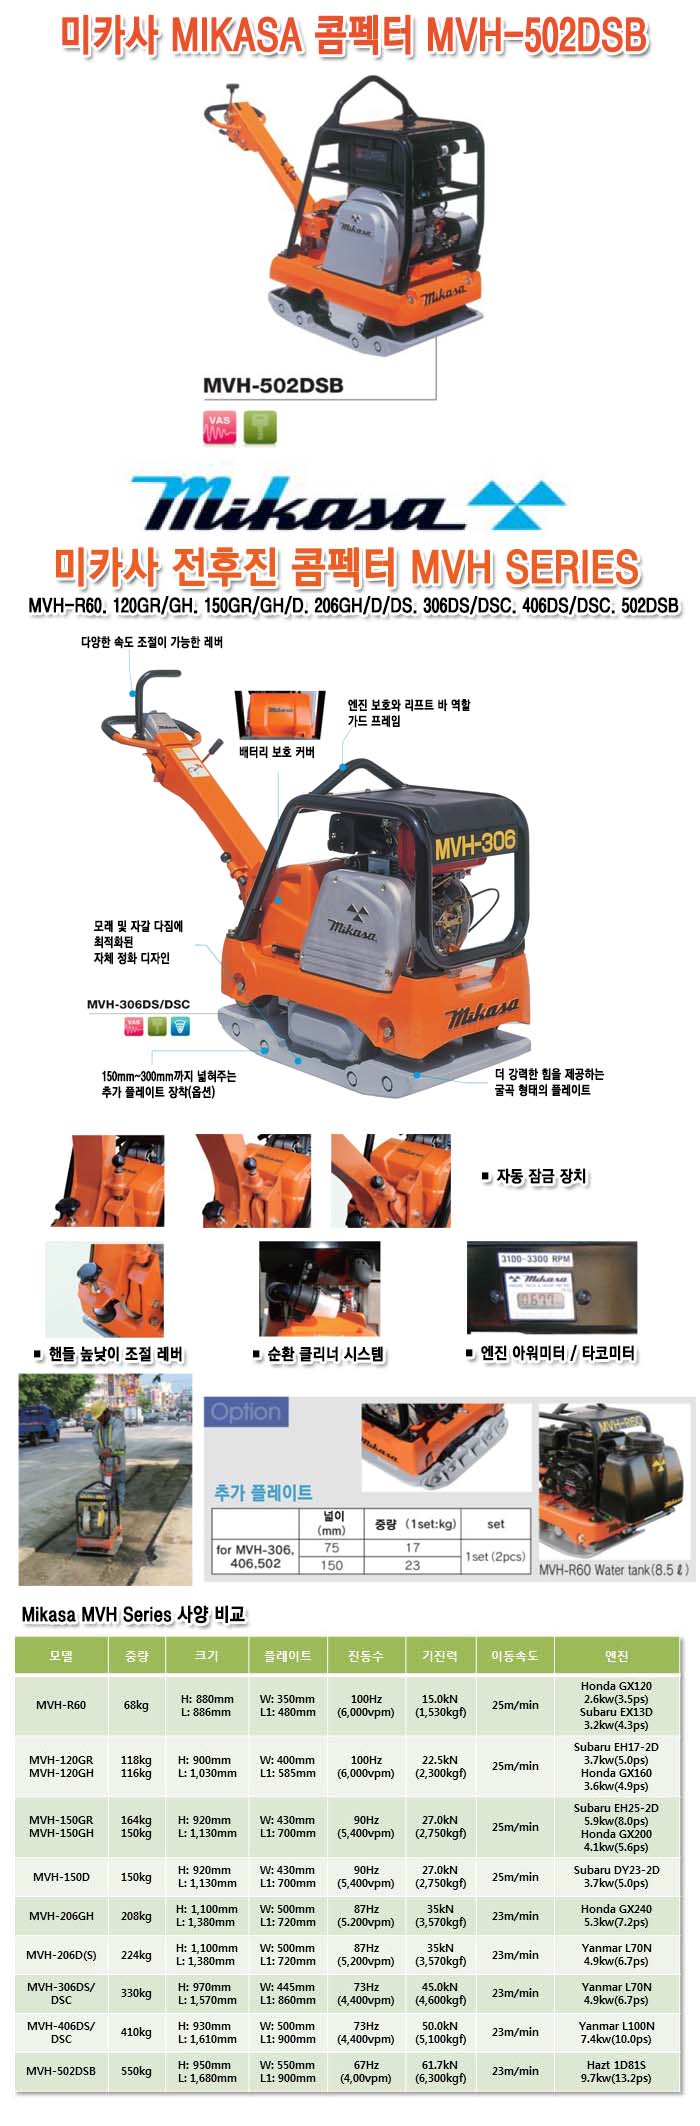 미카사 MIKASA 콤펙터 MVH-502DSB
Mikasa
mikasa
MVH-502DSB
VAS
mikasa
미카사 전후진 콤펙터 MVH SERIES
MVH-R60. 120GR/GH. 150GR/GH/D. 206GH/D/DS. 306DS/DSC. 406DS/DSC. 502DSB
다양한 속도 조절이 가능한 레버
엔진 보호와 리프트 바 역할
가드 프레임
배터리 보호 커버
mikasa
mikasa
MVH-306
mikasa
mikasa
모래 및 자갈 다짐에
최적화된
자체 정화 디자인
MVH-306DS/DSC
VAS
150mm~300mm까지 넓혀주는
추가 플레이트 장착(옵션)
더 강력한 힘을 제공하는
굴곡 형태의 플레이트
■ 자동 잠금 장치
3100-3300 RPM
mikasa
■ 핸들 높낮이 조절 레버
■ 순환 클리너 시스템
■ 엔진 아워미터 / 타코미터
Option
mikasa
MVH-R60
추가 플레이트
넓이 (mm) 중량 (1set:kg) set
for MVH-306, 406,502 75 17 1set (2pcs)
150 23
MVH-R60 Water tank(8.5ℓ)
Mikasa MVH Series 사양 비교
모델 중량 크기 플레이트 진동수 기진력 이동속도 엔진
MVH-R60 68kg H: 880mm L: 886mm W: 350mm L1: 480mm 100Hz (6,000vpm) 15.0kN (1,530kgf) 25m/min Honda GX120 2.6kw(3.5ps) Subaru EX13D 3.2kw(4.3ps)
MVH-120GR MVH-120GH 118kg 116kg H: 900mm L: 1,030mm W: 400mm L1: 585mm 100Hz (6,000vpm) 22.5kN (2,300kgf) 25m/min Subaru EH17-2D 3.7kw(5.0ps) Honda GX160 3.6kw(4.9ps)
MVH-150GR MVH-150GH 164kg 150kg H: 920mm L: 1,130mm W: 430mm L1: 700mm 90Hz (5,400vpm) 27.0kN (2,750kgf) 25m/min Subaru EH25-2D 5.9kw(8.0ps) Honda GX200 4.1kw(5.6ps)
MVH-150D 150kg H: 920mm L: 1,130mm W: 430mm L1: 700mm 90Hz (5,400vpm) 27.0kN (2,750kgf) 25m/min Subaru DY23-2D 3.7kw(5.0ps)
MVH-206GH 208kg H: 1,100mm L: 1,380mm W: 500mm L1: 720mm 87Hz (5.200vpm) 35kN (3,570kgf) 23m/min Honda GX240 5.3kw(7.2ps)
MVH-206D(S) 224kg H: 1,100mm L: 1,380mm W: 500mm L1: 720mm 87Hz (5,200vpm) 35kN (3,570kgf) 23m/min Yanmar L70N 4.9kw(6.7ps)
MVH-306DS/ DSC 330kg H: 970mm L: 1,570mm W: 445mm L1: 860mm 73Hz (4,400vpm) 45.0kN (4,600kgf) 23m/min Yanmar L70N 4.9kw(6.7ps)
MVH-406DS/ DSC 410kg H: 930mm L: 1,610mm W: 500mm L1: 900mm 73Hz (4,400vpm) 50.0kN (5,100kgf) 23m/min Yanmar L100N 7.4kw(10.0ps)
MVH-502DSB 550kg H: 950mm L: 1,680mm W: 550mm L1: 900mm 67Hz (4,00vpm) 61.7kN (6,300kgf) 23m/min Hazt 1D81S 9.7kw(13.2ps)